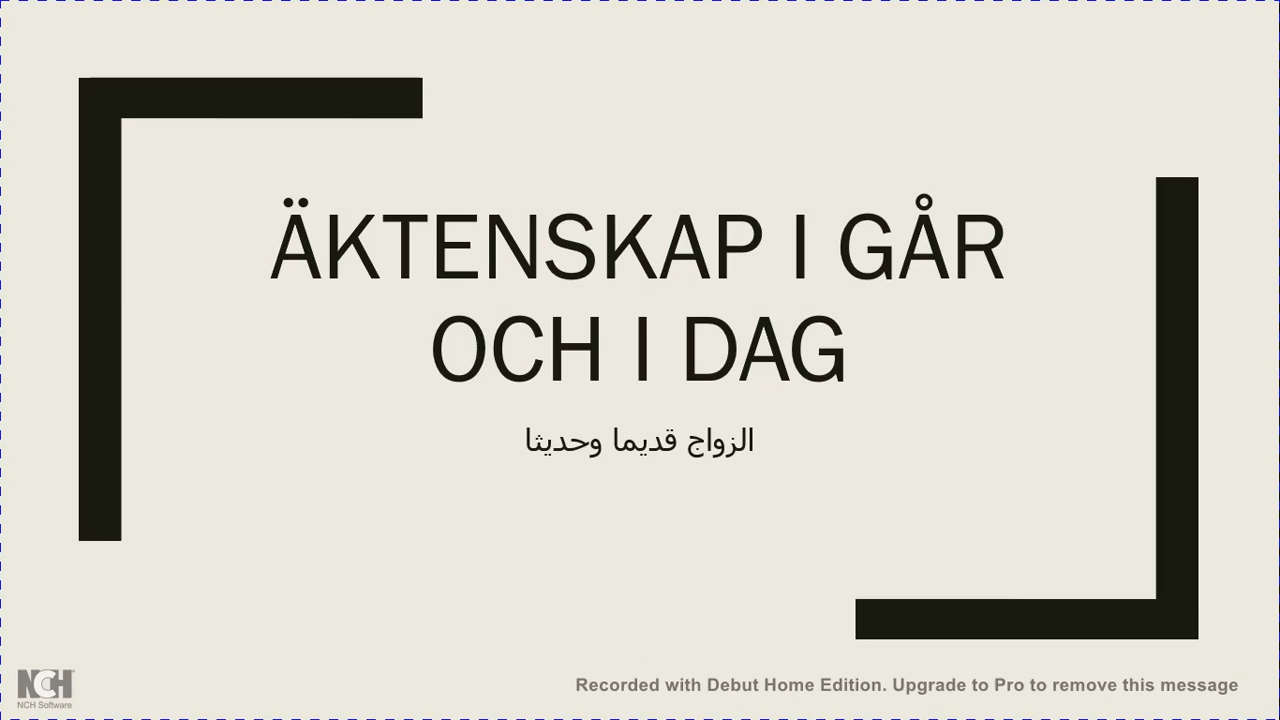 ÄKTENSKAP I GÅR
OCH I DAG
الزواج قديما وحديثا
NCH
NCH Software
Recorded with Debut Home Edition. Upgrade to Pro to remove this message